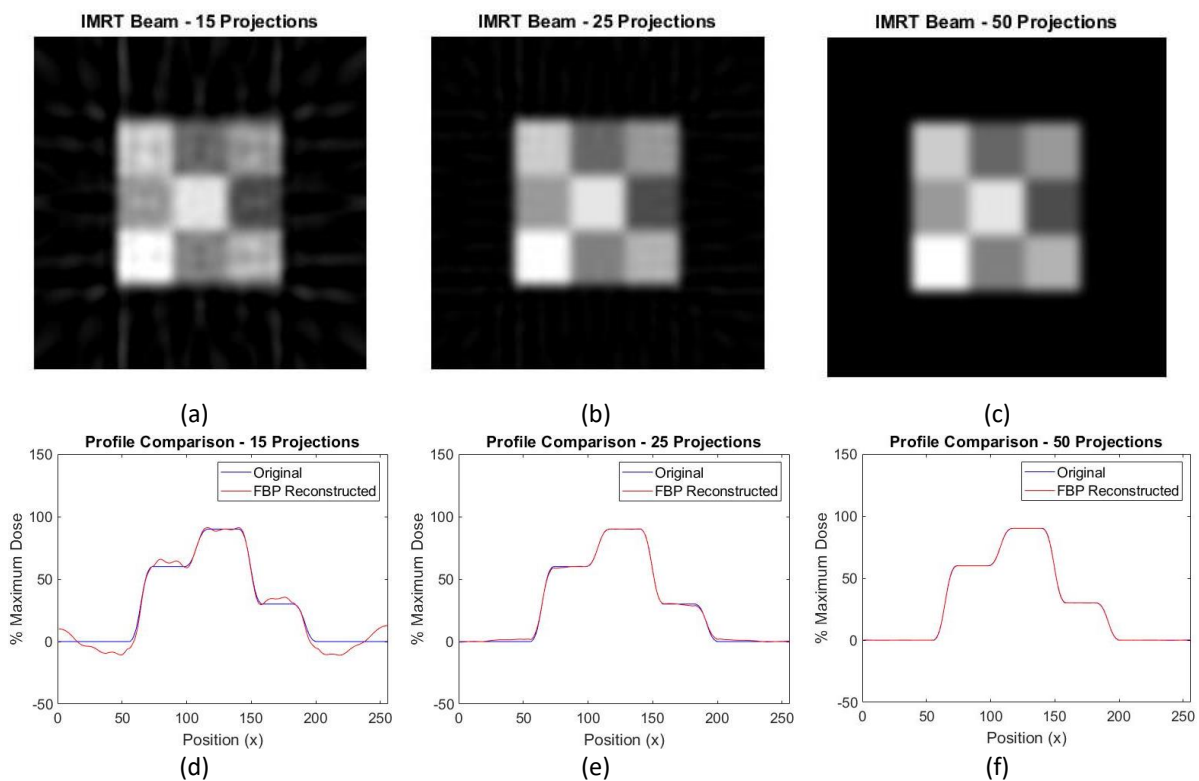 IMRT Beam - 15 Projections
IMRT Beam - 25 Projections
IMRT Beam - 50 Projections
(a)
(b)
(c)
Profile Comparison - 15 Projections
150
100
50
0
-50
% Maximum Dose
Original
FBP Reconstructed
0 50 100 150 200 250
Position (x)
(d)
Profile Comparison - 25 Projections
150
100
50
0
-50
% Maximum Dose
Original
FBP Reconstructed
0 50 100 150 200 250
Position (x)
(e)
Profile Comparison - 50 Projections
150
100
50
0
-50
% Maximum Dose
Original
FBP Reconstructed
0 50 100 150 200 250
Position (x)
(f)